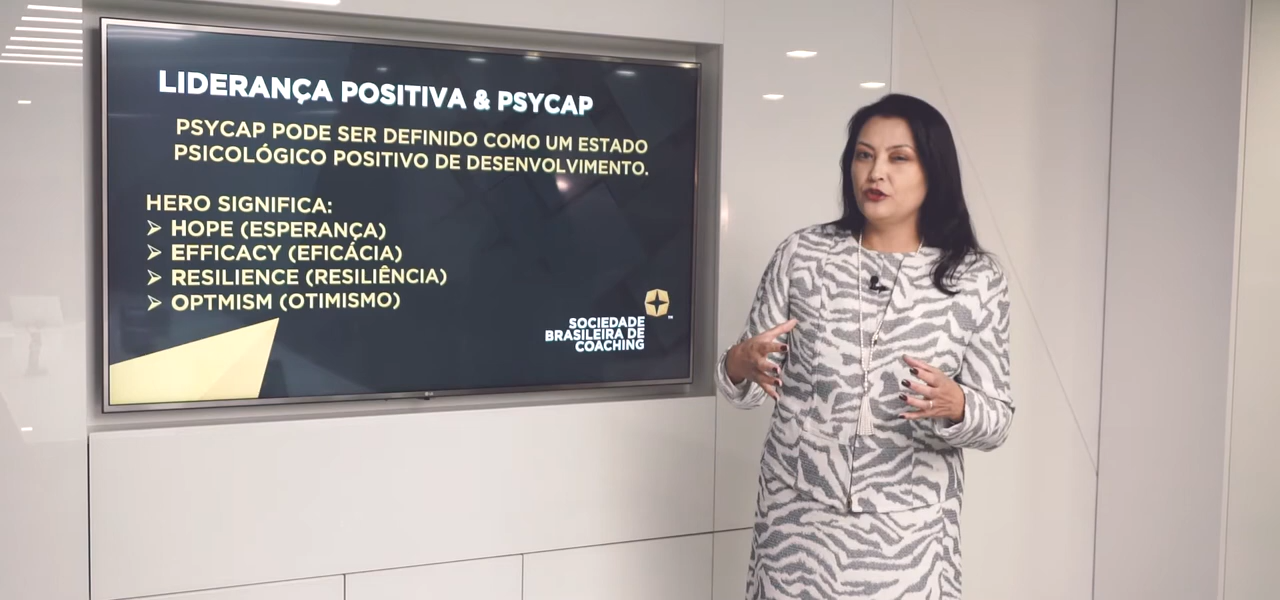 LIDERANÇA POSITIVA & PSYCAP
PSYCAP PODE SER DEFINIDO COMO UM ESTADO
PSICOLÓGICO POSITIVO DE DESENVOLVIMENTO.
HERO SIGNIFICA:
➢ HOPE (ESPERANÇA)
➢ EFFICACY (EFICÁCIA)
➢ RESILIENCE (RESILIÊNCIA)
➢ OPTMISM (OTIMISMO)
SOCIEDADE
BRASILEIRA DE
COACHING
™